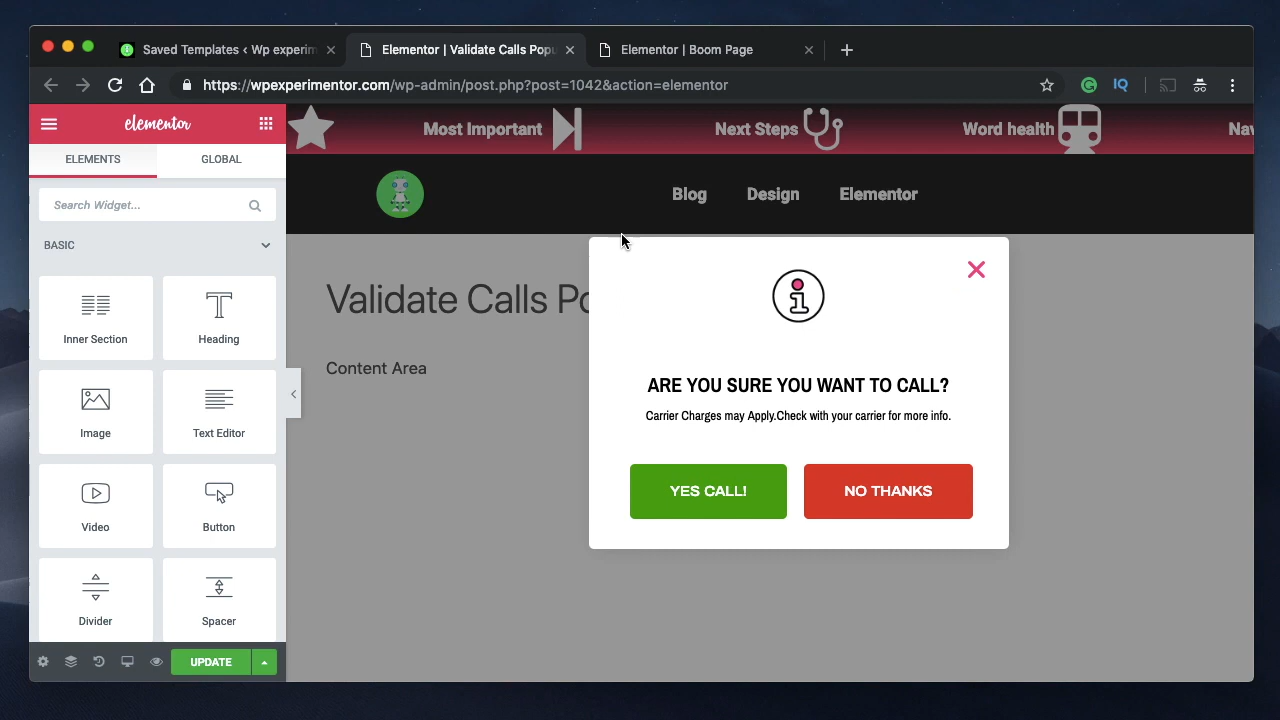 Saved Templates < Wp experim
Elementor | Validate Calls Popu
Elementor | Boom Page
https://wpexperimentor.com/wp-admin/post.php?post=1042&action=elementor
IQ
elementor
ELEMENTS
GLOBAL
Search Widget...
BASIC
Inner Section
Heading
Image
Text Editor
Video
Button
Divider
Spacer
UPDATE
Most Important
Next Steps
Word health
Nav
Blog
Design
Elementor
Validate Calls Po
Content Area
ARE YOU SURE YOU WANT TO CALL?
Carrier Charges may Apply.Check with your carrier for more info.
YES CALL!
NO THANKS